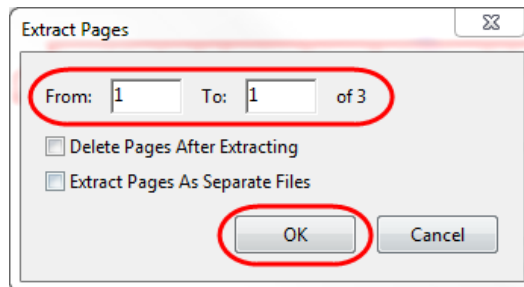 Extract Pages
From: 1 To: 1 of 3
Delete Pages After Extracting
Extract Pages As Separate Files
OK Cancel